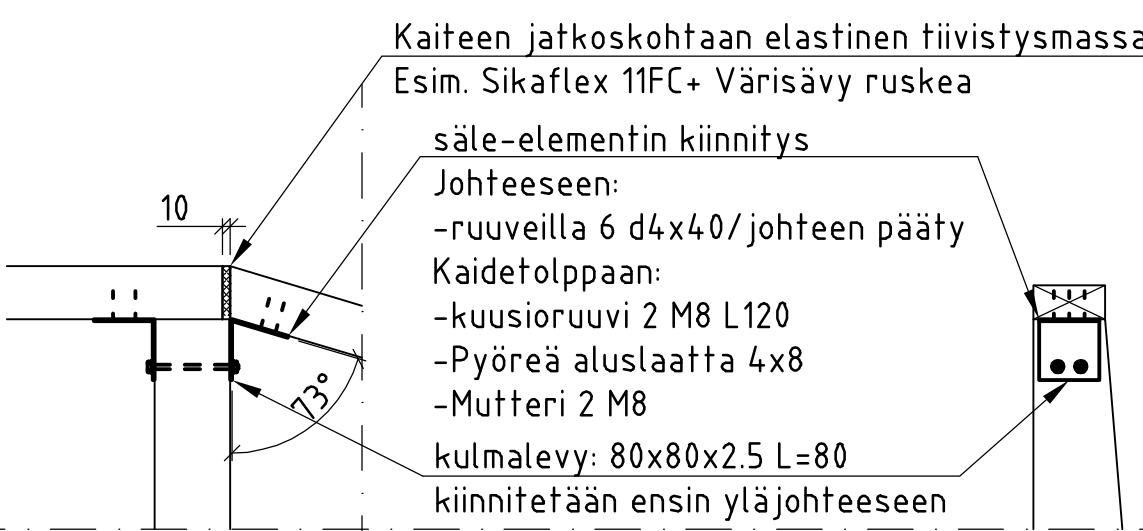 Kaiteen jatkoskohtaan elastinen tiivistysmassa
Esim. Sikaflex 11FC+ Värisävy ruskea
säle-elementin kiinnitys
Johteeseen:
-ruuveilla 6 d4x40/johteen pääty
Kaidetolppaan:
-kuusioruuvi 2 M8 L120
-Pyöreä aluslaatta 4x8
-Mutteri 2 M8
kulmalevy: 80x80x2.5 L=80
kiinnitetään ensin yläjohteeseen
10
73°